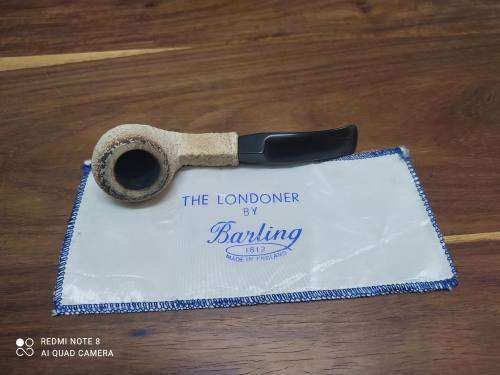 THE LONDONER
BY
Barling
1812
MADE IN ENGLAND
REDMI NOTE 8
AI QUAD CAMERA